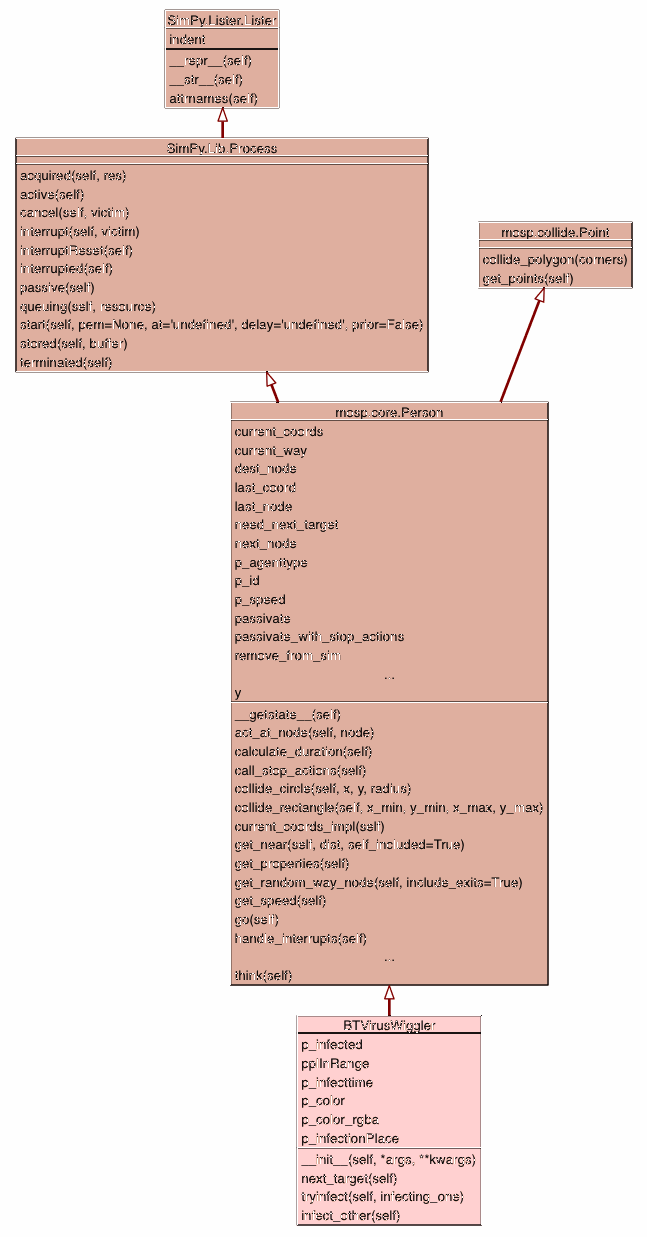 SimPy.Lister.Lister
indent
__repr__(self)
__str__(self)
attrnames(self)
SimPy.Lib.Process
acquired(self, res)
active(self)
cancel(self, victim)
interrupt(self, victim)
interruptReset(self)
interrupted(self)
passive(self)
queuing(self, resource)
start(self, pem=None, at='undefined', delay='undefined', prior=False)
stored(self, buffer)
terminated(self)
mosp.collide.Point
collide_polygon(corners)
get_points(self)
mosp.core.Person
current_coords
current_way
dest_node
last_coord
last_node
need_next_target
next_node
p_agenttype
p_id
p_speed
passivate
passivate_with_stop_actions
remove_from_sim
...
y
__getstate__(self)
act_at_node(self, node)
calculate_duration(self)
call_stop_actions(self)
collide_circle(self, x, y, radius)
collide_rectangle(self, x_min, y_min, x_max, y_max)
current_coords_impl(self)
get_near(self, dist, self_included=True)
get_properties(self)
get_random_way_node(self, include_exits=True)
get_speed(self)
go(self)
handle_interrupts(self)
...
think(self)
BTVirusWiggler
p_infected
pplInRange
p_infecttime
p_color
p_color_rgba
p_infectionPlace
__init__(self, *args, **kwargs)
next_target(self)
tryinfect(self, infecting_one)
infect_other(self)